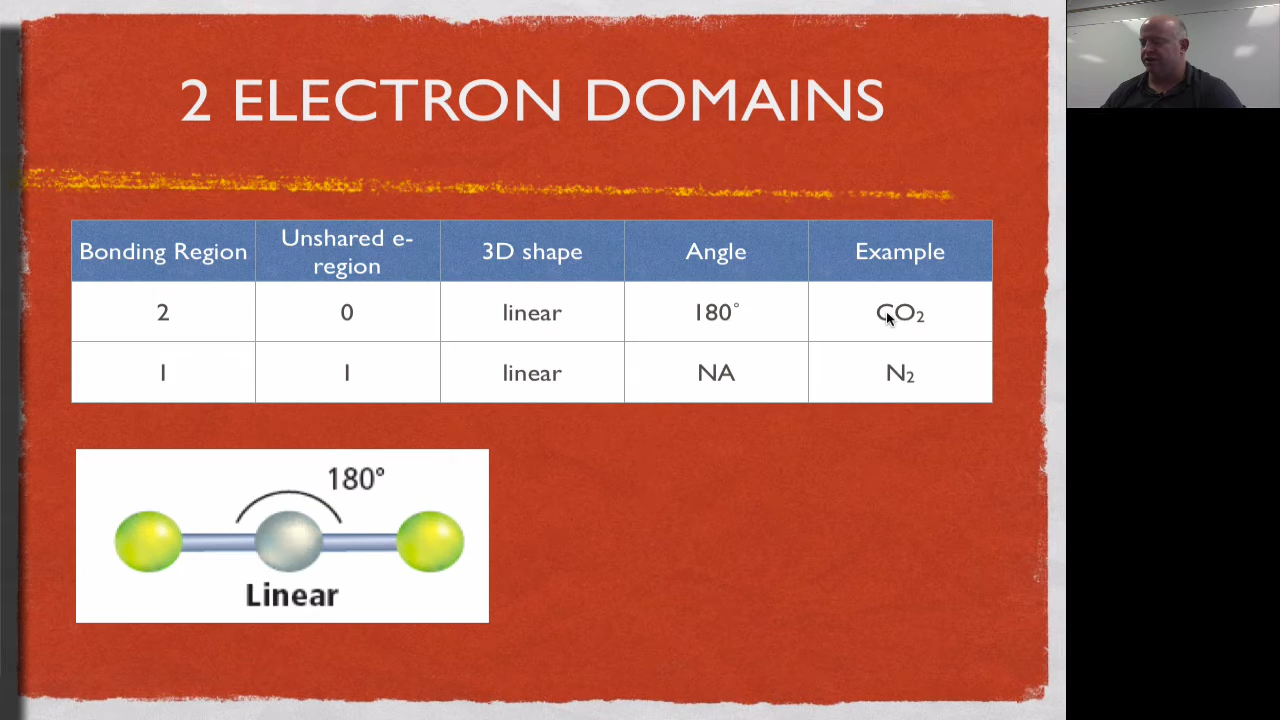 2 ELECTRON DOMAINS
Bonding Region
Unshared e-
region
3D shape
Angle
Example
2
0
linear
180°
CO₂
1
1
linear
NA
N₂
180°
Linear